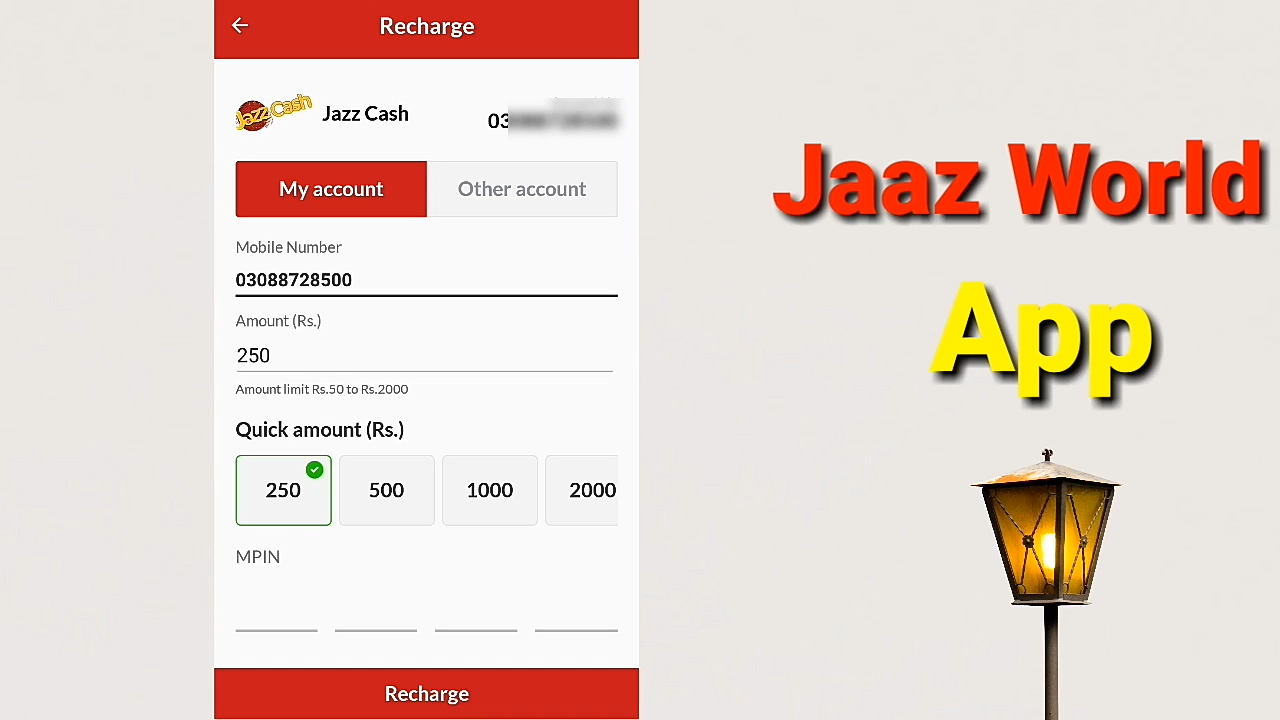 Recharge
Jazz Cash
Jazz Cash
03
My account
Other account
Mobile Number
03088728500
Amount (Rs.)
250
Amount limit Rs.50 to Rs.2000
Quick amount (Rs.)
250
500
1000
2000
MPIN
Recharge
Jaaz World
App